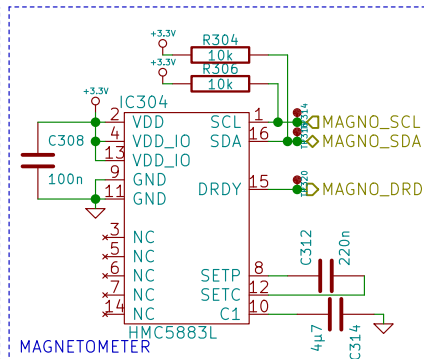 +3.3V
R304
10k
+3.3V
R306
10k
+3.3V
IC304
2 VDD SCL 1 MAGNO_SCL
4 VDD_IO SDA 16 MAGNO_SDA
13 VDD_IO
C308
100n
9 GND
11 GND DRDY 15 MAGNO_DRD
3 NC
5 NC
6 NC SETP 8
7 NC SETC 12
14 NC C1 10
C312
220n
4µ7
C314
HMC5883L
MAGNETOMETER